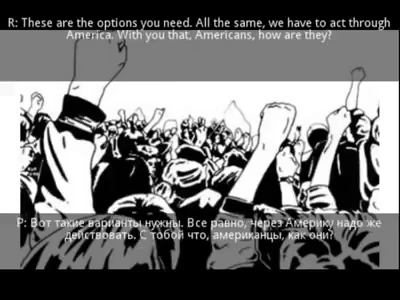 R: These are the options you need. All the same, we have to act through
America. With you that, Americans, how are they?
Р: Вот такие варианты нужны. Все равно, через Америку надо же
действовать. С тобой что, американцы, как они?